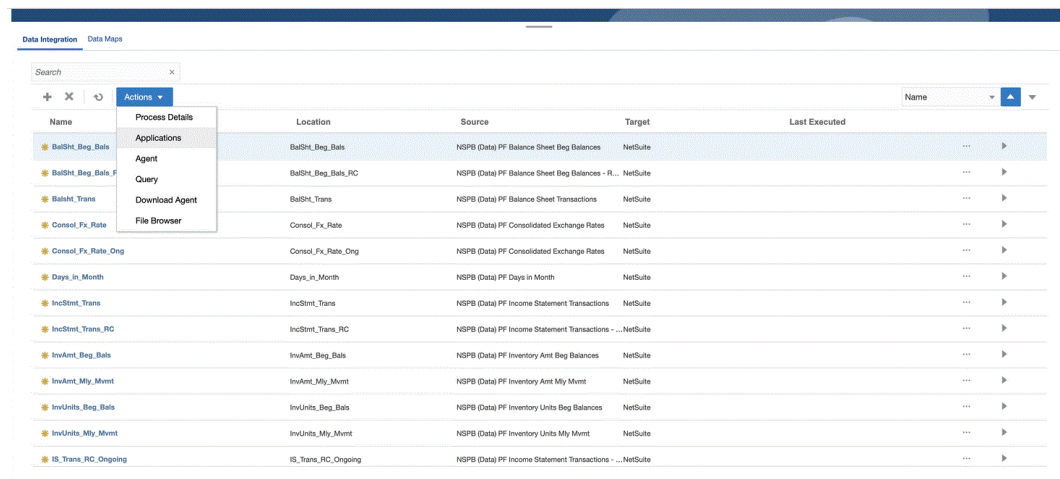 Data Integration Data Maps
Search ×
Actions Name
Process Details
Applications
Agent
Query
Download Agent
File Browser
Name Location Source Target Last Executed
BalSht_Beg_Bals BalSht_Beg_Bals NSPB (Data) PF Balance Sheet Beg Balances NetSuite ...
BalSht_Beg_Bals_F BalSht_Beg_Bals_RC NSPB (Data) PF Balance Sheet Beg Balances - R... NetSuite ...
Balsht_Trans BalSht_Trans NSPB (Data) PF Balance Sheet Transactions NetSuite ...
Consol_Fx_Rate Consol_Fx_Rate NSPB (Data) PF Consolidated Exchange Rates NetSuite ...
Consol_Fx_Rate_Ong Consol_Fx_Rate_Ong NSPB (Data) PF Consolidated Exchange Rates NetSuite ...
Days_in_Month Days_in_Month NSPB (Data) PF Days in Month NetSuite ...
IncStmt_Trans IncStmt_Trans NSPB (Data) PF Income Statement Transactions NetSuite ...
IncStmt_Trans_RC IncStmt_Trans_RC NSPB (Data) PF Income Statement Transactions - ... NetSuite ...
InvAmt_Beg_Bals InvAmt_Beg_Bals NSPB (Data) PF Inventory Amt Beg Balances NetSuite ...
InvAmt_Mly_Mvmt InvAmt_Mly_Mvmt NSPB (Data) PF Inventory Amt Mly Mvmt NetSuite ...
InvUnits_Beg_Bals InvUnits_Beg_Bals NSPB (Data) PF Inventory Units Beg Balances NetSuite ...
InvUnits_Mly_Mvmt InvUnits_Mly_Mvmt NSPB (Data) PF Inventory Units Mly Mvmt NetSuite ...
IS_Trans_RC_Ongoing IS_Trans_RC_Ongoing NSPB (Data) PF Income Statement Transactions - ... NetSuite ...